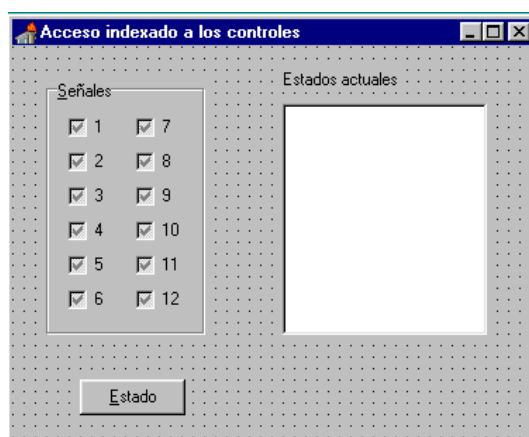 Acceso indexado a los controles
Estados actuales
Señales
1 7
2 8
3 9
4 10
5 11
6 12
Estado